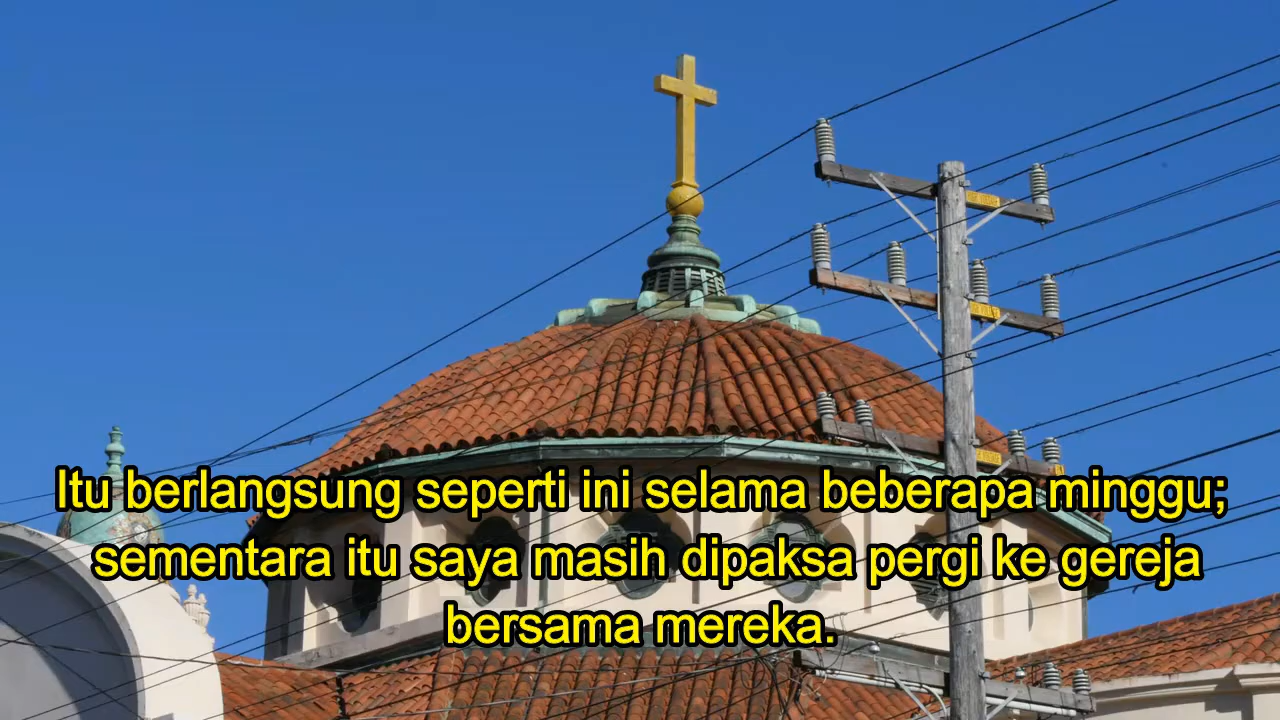 Itu berlangsung seperti ini selama beberapa minggu;
sementara itu saya masih dipaksa pergi ke gereja
bersama mereka.